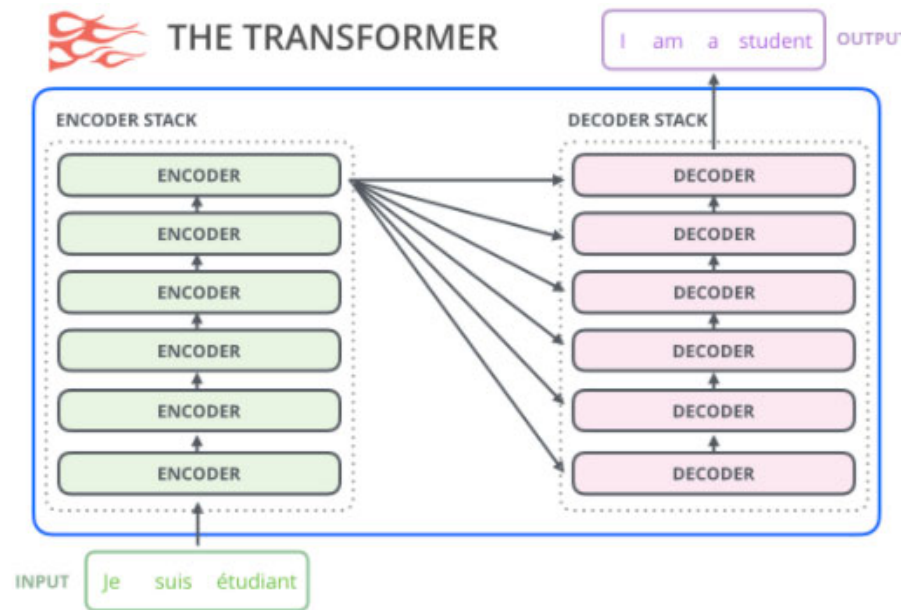 THE TRANSFORMER
I am a student
OUTPUT
ENCODER STACK
DECODER STACK
ENCODER
ENCODER
ENCODER
ENCODER
ENCODER
ENCODER
DECODER
DECODER
DECODER
DECODER
DECODER
DECODER
INPUT
Je suis étudiant